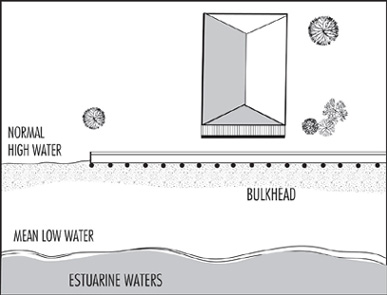 NORMAL
HIGH WATER
BULKHEAD
MEAN LOW WATER
ESTUARINE WATERS